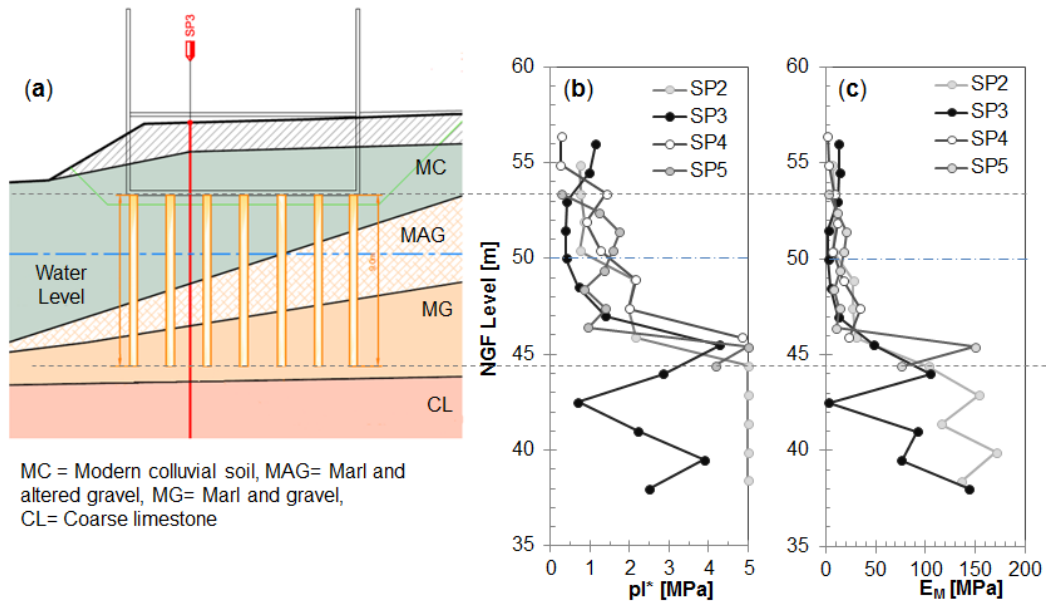 (a)
SP3
MC
MAG
Water
Level
MG
CL
MC = Modern colluvial soil, MAG= Marl and
altered gravel, MG= Marl and gravel,
CL= Coarse limestone
(b)
SP2
SP3
SP4
SP5
60
55
50
45
40
35
NGF Level [m]
0 1 2 3 4 5
pl* [MPa]
(c)
SP2
SP3
SP4
SP5
60
55
50
45
40
35
0 50 100 150 200
E_M [MPa]